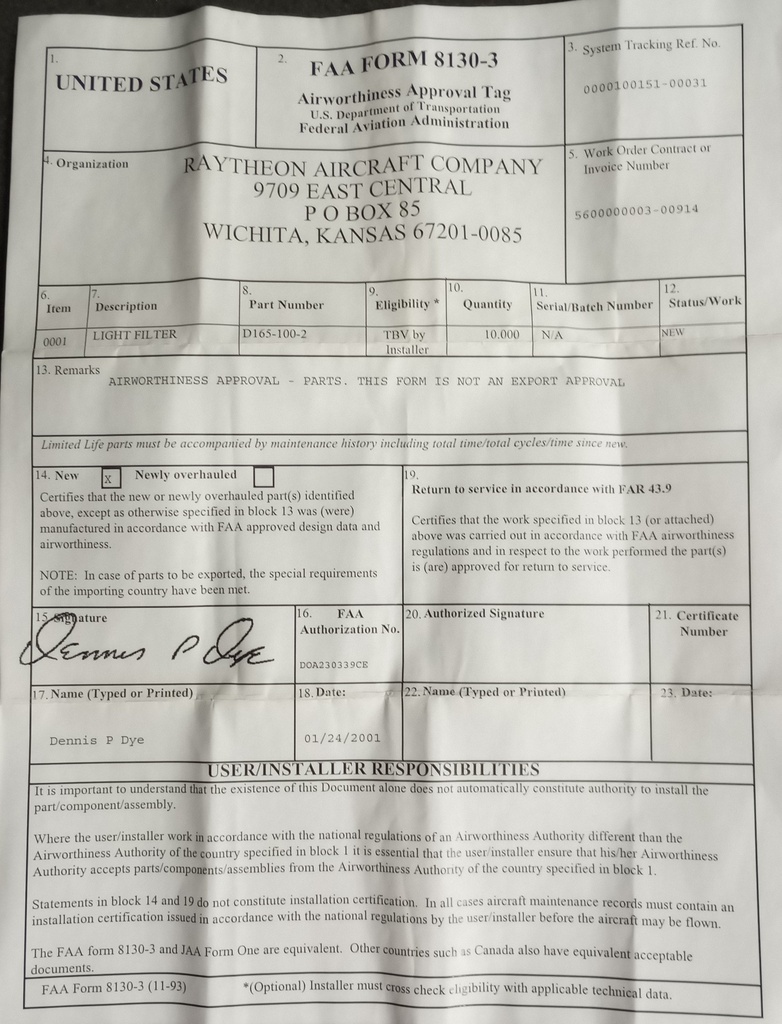 1.
UNITED STATES
2.
FAA FORM 8130-3
Airworthiness Approval Tag
U.S. Department of Transportation
Federal Aviation Administration
3. System Tracking Ref. No.
0000100151-00031
4. Organization
RAYTHEON AIRCRAFT COMPANY
9709 EAST CENTRAL
P O BOX 85
WICHITA, KANSAS 67201-0085
5. Work Order Contract or
Invoice Number
5600000003-00914
6.
Item
7.
Description
8.
Part Number
9.
Eligibility *
10.
Quantity
11.
Serial/Batch Number
12.
Status/Work
0001
LIGHT FILTER
D165-100-2
TBV by
Installer
10.000
N/A
NEW
13. Remarks
AIRWORTHINESS APPROVAL - PARTS. THIS FORM IS NOT AN EXPORT APPROVAL
Limited Life parts must be accompanied by maintenance history including total time/total cycles/time since new.
14. New X Newly overhauled
Certifies that the new or newly overhauled part(s) identified
above, except as otherwise specified in block 13 was (were)
manufactured in accordance with FAA approved design data and
airworthiness.
NOTE: In case of parts to be exported, the special requirements
of the importing country have been met.
19.
Return to service in accordance with FAR 43.9
Certifies that the work specified in block 13 (or attached)
above was carried out in accordance with FAA airworthiness
regulations and in respect to the work performed the part(s)
is (are) approved for return to service.
15. Signature
Dennis P Dye
16. FAA
Authorization No.
DOA230339CE
20. Authorized Signature
21. Certificate
Number
17. Name (Typed or Printed)
Dennis P Dye
18. Date:
01/24/2001
22. Name (Typed or Printed)
23. Date:
USER/INSTALLER RESPONSIBILITIES
It is important to understand that the existence of this Document alone does not automatically constitute authority to install the
part/component/assembly.
Where the user/installer work in accordance with the national regulations of an Airworthiness Authority different than the
Airworthiness Authority of the country specified in block 1 it is essential that the user/installer ensure that his/her Airworthiness
Authority accepts parts/components/assemblies from the Airworthiness Authority of the country specified in block 1.
Statements in block 14 and 19 do not constitute installation certification. In all cases aircraft maintenance records must contain an
installation certification issued in accordance with the national regulations by the user/installer before the aircraft may be flown.
The FAA form 8130-3 and JAA Form One are equivalent. Other countries such as Canada also have equivalent acceptable
documents.
FAA Form 8130-3 (11-93)
*(Optional) Installer must cross check eligibility with applicable technical data.